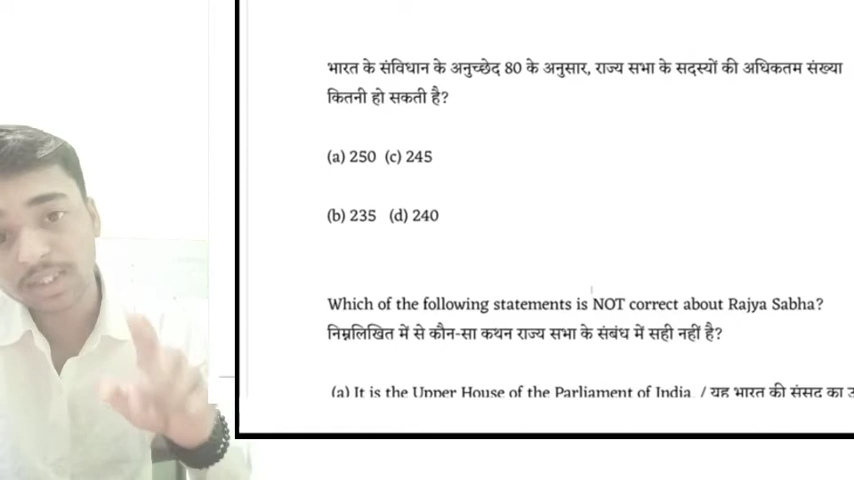 भारत के संविधान के अनुच्छेद 80 के अनुसार, राज्य सभा के सदस्यों की अधिकतम संख्या
कितनी हो सकती है?
(a) 250 (c) 245
(b) 235 (d) 240
Which of the following statements is NOT correct about Rajya Sabha?
निम्नलिखित में से कौन-सा कथन राज्य सभा के संबंध में सही नहीं है?
(a) It is the Upper House of the Parliament of India. / यह भारत की संसद का